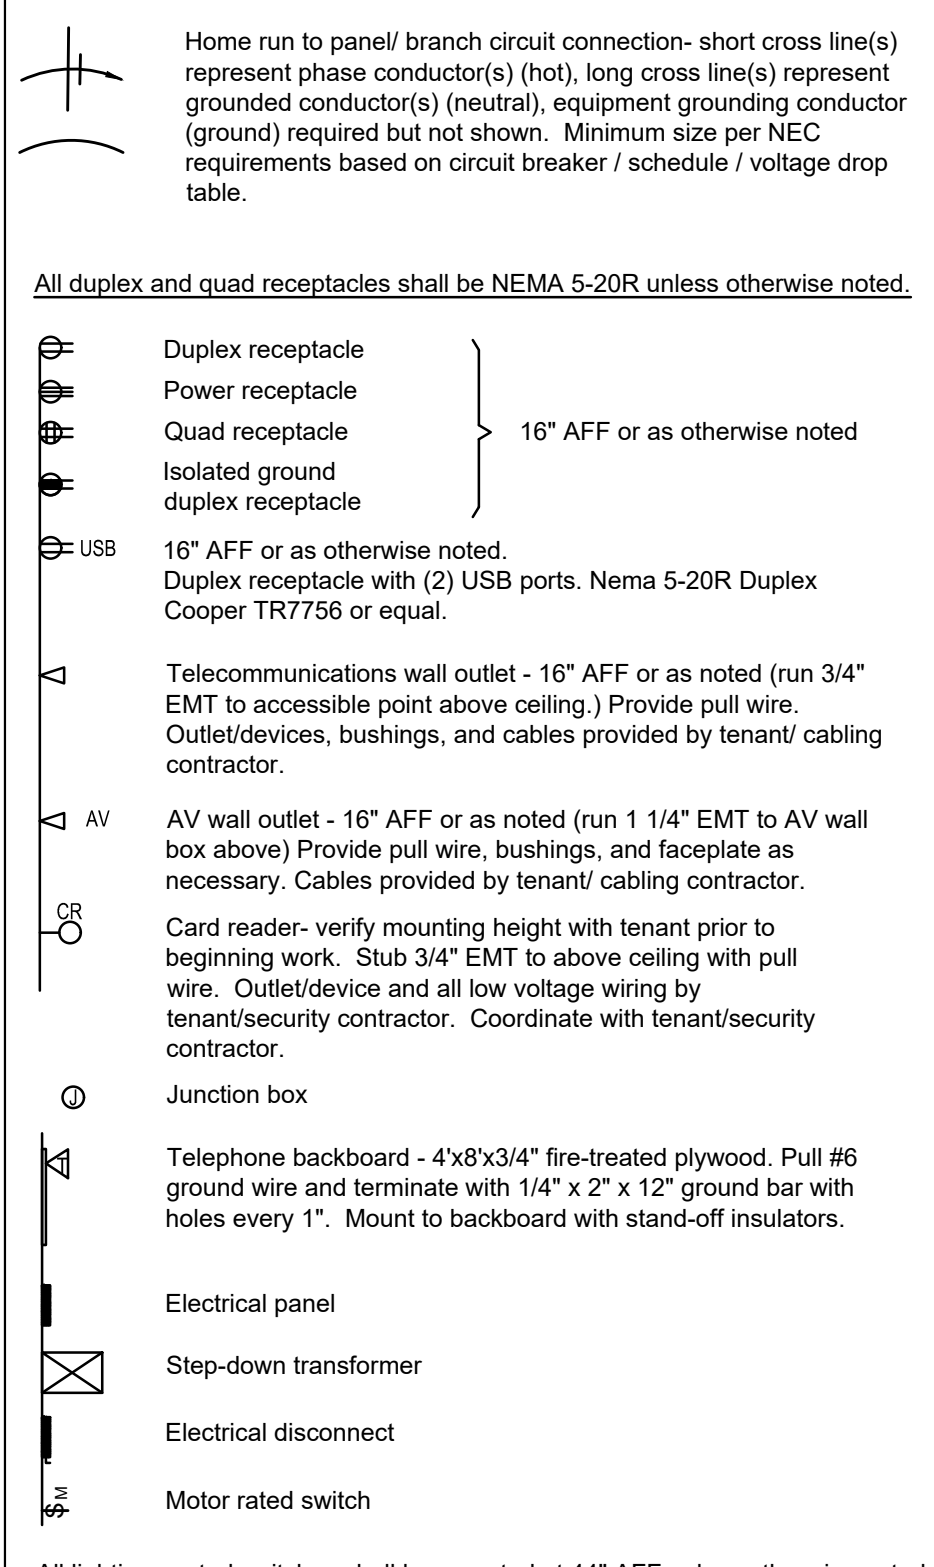 Home run to panel/ branch circuit connection- short cross line(s)
represent phase conductor(s) (hot), long cross line(s) represent
grounded conductor(s) (neutral), equipment grounding conductor
(ground) required but not shown.  Minimum size per NEC
requirements based on circuit breaker / schedule / voltage drop
table.
All duplex and quad receptacles shall be NEMA 5-20R unless otherwise noted.
Duplex receptacle
Power receptacle
Quad receptacle
16" AFF or as otherwise noted
Isolated ground
duplex receptacle
USB
16" AFF or as otherwise noted.
Duplex receptacle with (2) USB ports. Nema 5-20R Duplex
Cooper TR7756 or equal.
Telecommunications wall outlet - 16" AFF or as noted (run 3/4"
EMT to accessible point above ceiling.) Provide pull wire.
Outlet/devices, bushings, and cables provided by tenant/ cabling
contractor.
AV
AV wall outlet - 16" AFF or as noted (run 1 1/4" EMT to AV wall
box above) Provide pull wire, bushings, and faceplate as
necessary. Cables provided by tenant/ cabling contractor.
CR
Card reader- verify mounting height with tenant prior to
beginning work.  Stub 3/4" EMT to above ceiling with pull
wire.  Outlet/device and all low voltage wiring by
tenant/security contractor.  Coordinate with tenant/security
contractor.
J
Junction box
T
Telephone backboard - 4'x8'x3/4" fire-treated plywood. Pull #6
ground wire and terminate with 1/4" x 2" x 12" ground bar with
holes every 1".  Mount to backboard with stand-off insulators.
Electrical panel
Step-down transformer
Electrical disconnect
$ M
Motor rated switch